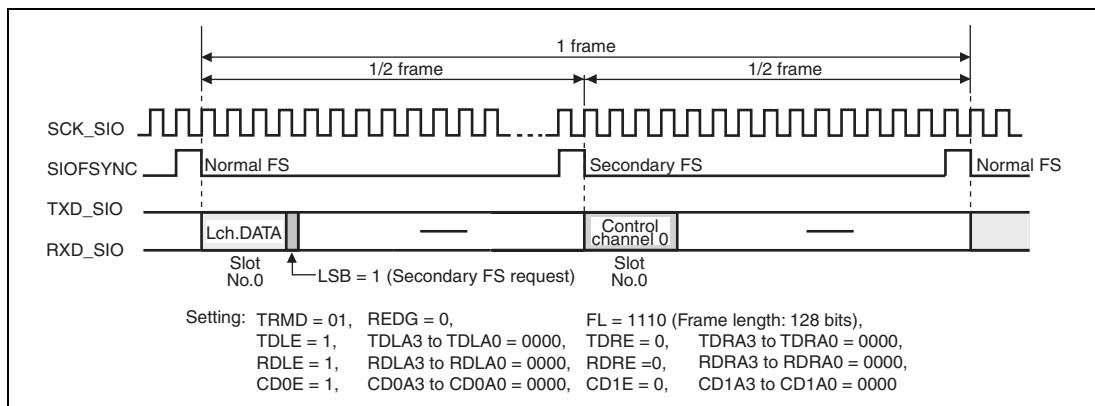 1 frame
1/2 frame 1/2 frame
SCK_SIO
SIOFSYNC Normal FS Secondary FS Normal FS
TXD_SIO
Lch.DATA Control channel 0
RXD_SIO
Slot No.0 LSB = 1 (Secondary FS request) Slot No.0
Setting: TRMD = 01, REDG = 0, FL = 1110 (Frame length: 128 bits),
TDLE = 1, TDLA3 to TDLA0 = 0000, TDRE = 0, TDRA3 to TDRA0 = 0000,
RDLE = 1, RDLA3 to RDLA0 = 0000, RDRE =0, RDRA3 to RDRA0 = 0000,
CD0E = 1, CD0A3 to CD0A0 = 0000, CD1E = 0, CD1A3 to CD1A0 = 0000